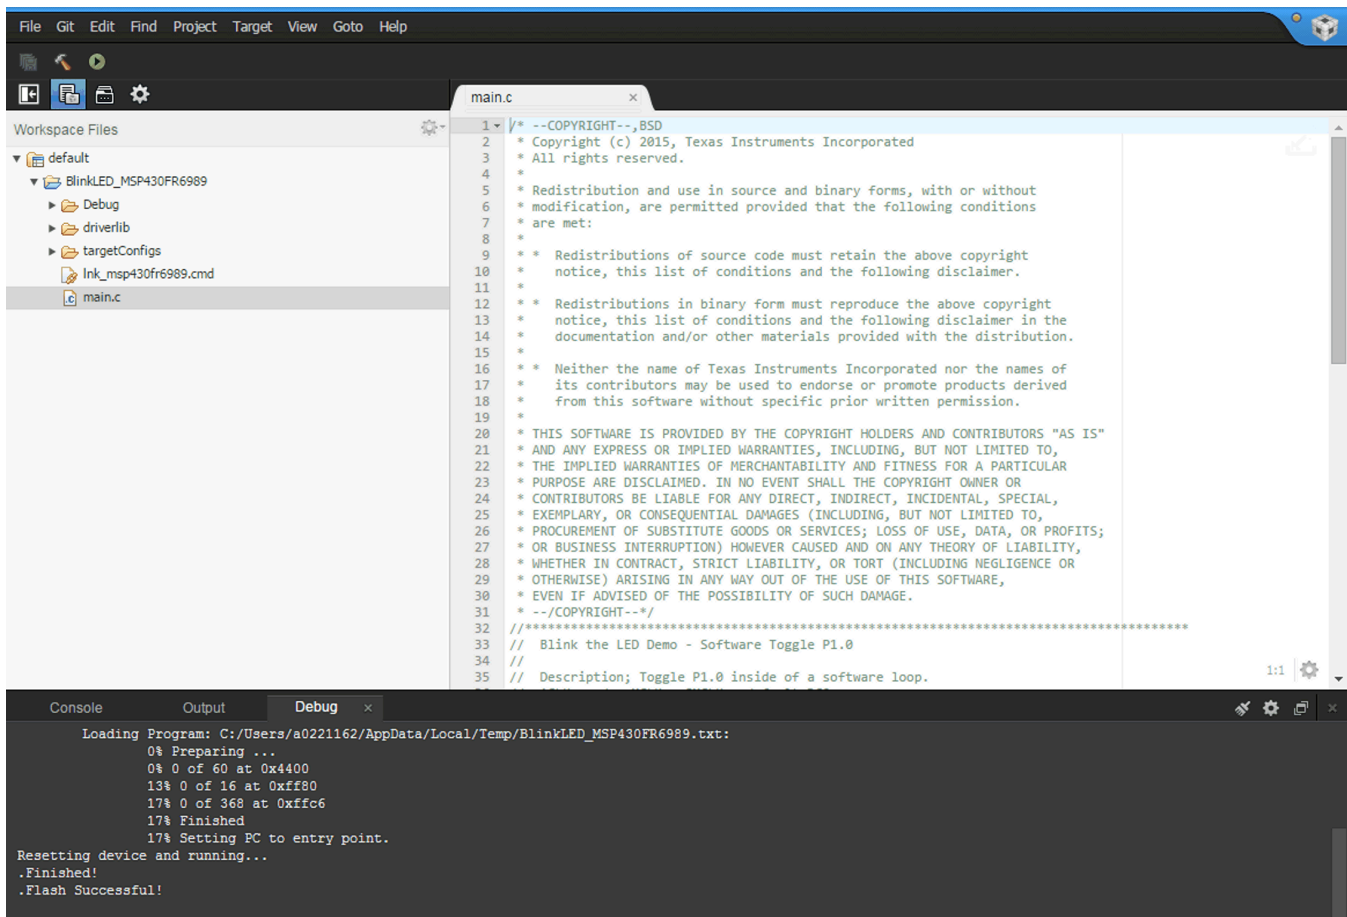 File Git Edit Find Project Target View Goto Help
main.c
Workspace Files
default
BlinkLED_MSP430FR6989
Debug
driverlib
targetConfigs
lnk_msp430fr6989.cmd
main.c
1 /* --COPYRIGHT--,BSD
2 * Copyright (c) 2015, Texas Instruments Incorporated
3 * All rights reserved.
4 *
5 * Redistribution and use in source and binary forms, with or without
6 * modification, are permitted provided that the following conditions
7 * are met:
8 *
9 * * Redistributions of source code must retain the above copyright
10 * notice, this list of conditions and the following disclaimer.
11 *
12 * * Redistributions in binary form must reproduce the above copyright
13 * notice, this list of conditions and the following disclaimer in the
14 * documentation and/or other materials provided with the distribution.
15 *
16 * * Neither the name of Texas Instruments Incorporated nor the names of
17 * its contributors may be used to endorse or promote products derived
18 * from this software without specific prior written permission.
19 *
20 * THIS SOFTWARE IS PROVIDED BY THE COPYRIGHT HOLDERS AND CONTRIBUTORS "AS IS"
21 * AND ANY EXPRESS OR IMPLIED WARRANTIES, INCLUDING, BUT NOT LIMITED TO,
22 * THE IMPLIED WARRANTIES OF MERCHANTABILITY AND FITNESS FOR A PARTICULAR
23 * PURPOSE ARE DISCLAIMED. IN NO EVENT SHALL THE COPYRIGHT OWNER OR
24 * CONTRIBUTORS BE LIABLE FOR ANY DIRECT, INDIRECT, INCIDENTAL, SPECIAL,
25 * EXEMPLARY, OR CONSEQUENTIAL DAMAGES (INCLUDING, BUT NOT LIMITED TO,
26 * PROCUREMENT OF SUBSTITUTE GOODS OR SERVICES; LOSS OF USE, DATA, OR PROFITS;
27 * OR BUSINESS INTERRUPTION) HOWEVER CAUSED AND ON ANY THEORY OF LIABILITY,
28 * WHETHER IN CONTRACT, STRICT LIABILITY, OR TORT (INCLUDING NEGLIGENCE OR
29 * OTHERWISE) ARISING IN ANY WAY OUT OF THE USE OF THIS SOFTWARE,
30 * EVEN IF ADVISED OF THE POSSIBILITY OF SUCH DAMAGE.
31 * --/COPYRIGHT--*/
32 //***************************************************************************************
33 // Blink the LED Demo - Software Toggle P1.0
34 //
35 // Description; Toggle P1.0 inside of a software loop.
1:1
Console Output Debug
Loading Program: C:/Users/a0221162/AppData/Local/Temp/BlinkLED_MSP430FR6989.txt:
0% Preparing ...
0% 0 of 60 at 0x4400
13% 0 of 16 at 0xff80
17% 0 of 368 at 0xffc6
17% Finished
17% Setting PC to entry point.
Resetting device and running...
.Finished!
.Flash Successful!